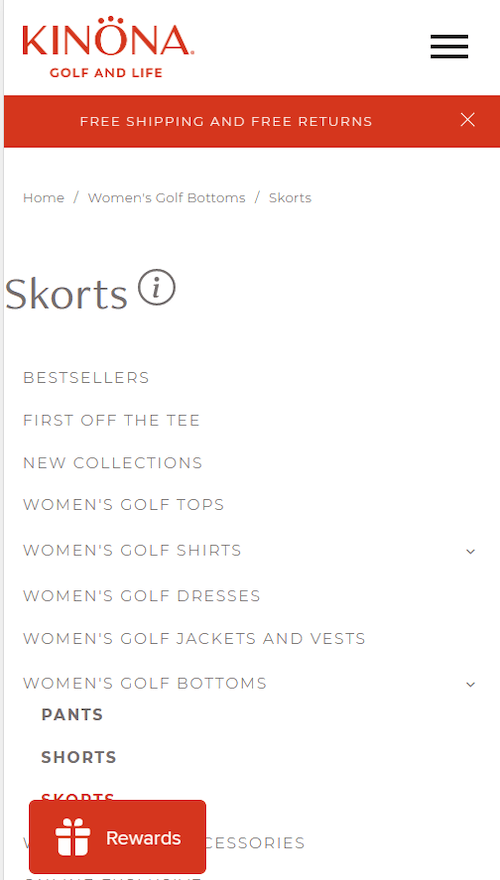 KINÖNA.
GOLF AND LIFE
FREE SHIPPING AND FREE RETURNS
Home / Women's Golf Bottoms / Skorts
Skorts i
BESTSELLERS
FIRST OFF THE TEE
NEW COLLECTIONS
WOMEN'S GOLF TOPS
WOMEN'S GOLF SHIRTS
WOMEN'S GOLF DRESSES
WOMEN'S GOLF JACKETS AND VESTS
WOMEN'S GOLF BOTTOMS
PANTS
SHORTS
SKORTS
Rewards